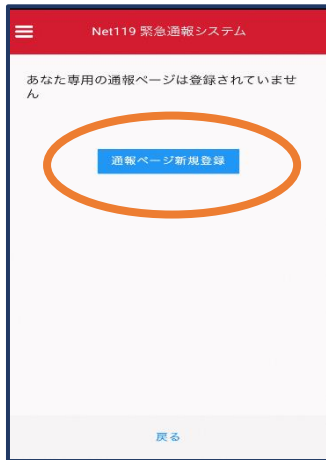 Net119 緊急通報システム
あなた専用の通報ページは登録されていませ
ん
通報ページ新規登録
戻る